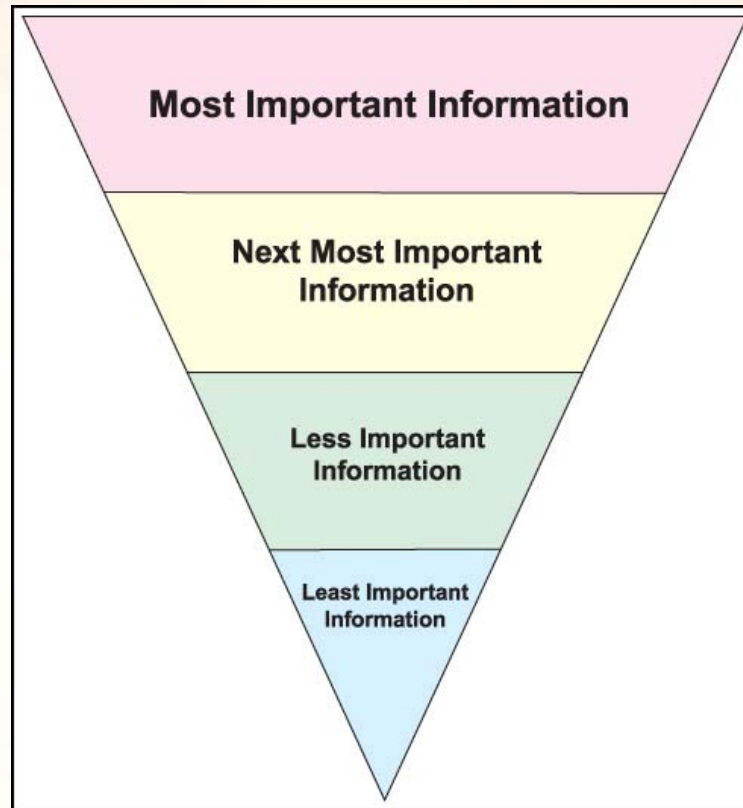 Most Important Information
Next Most Important
Information
Less Important
Information
Least Important
Information